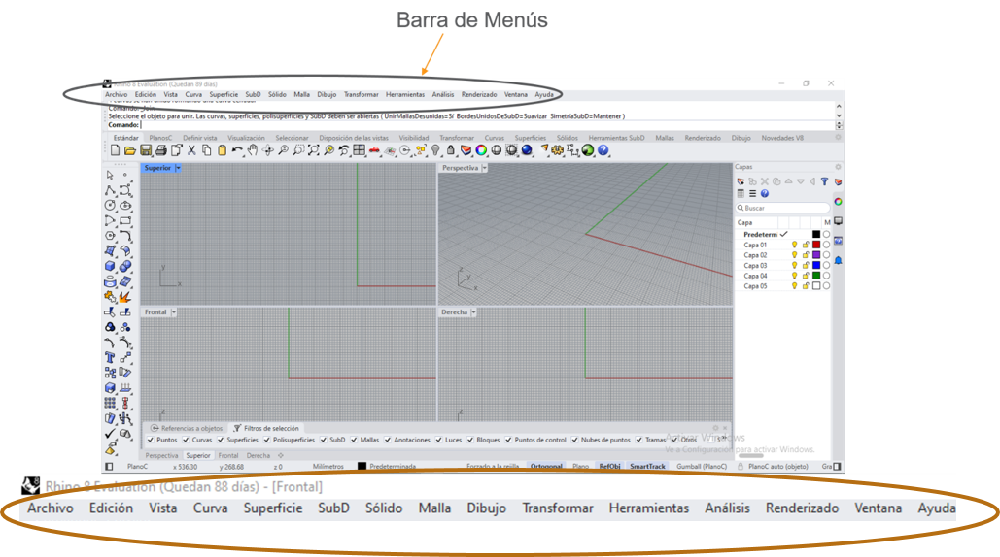 Barra de Menús
Rhino 8 Evaluation (Quedan 89 días)
Archivo Edición Vista Curva Superficie SubD Sólido Malla Dibujo Transformar Herramientas Análisis Renderizado Ventana Ayuda
Comando: _Join
Seleccione el objeto para unir. Las curvas, superficies, polisuperficies y SubD deben ser abiertas ( UnirMallasDesunidas=Sí BordesUnidosDeSubD=Suavizar SimetríaSubD=Mantener )
Comando:
Estándar PlanosC Definir vista Visualización Seleccionar Disposición de las vistas Visibilidad Transformar Curvas Superficies Sólidos Herramientas SubD Mallas Renderizado Dibujo Novedades V8
Superior
Perspectiva
Capas
Buscar
Capa M
Predeterm
Capa 01
Capa 02
Capa 03
Capa 04
Capa 05
y
x
z
y
x
Frontal
Derecha
z
z
Referencias a objetos Filtros de selección
Puntos Curvas Superficies Polisuperficies SubD Mallas Anotaciones Luces Bloques Puntos de control Nubes de puntos Tramas Otros
Activar Windows
Ve a Configuración para activar Windows.
Perspectiva Superior Frontal Derecha
PlanoC x 536.30 y 268.68 z 0 Milímetros Predeterminada Forzado a la rejilla Ortogonal Plano RefObj SmartTrack Gumball (PlanoC) PlanoC auto (objeto) Gra
Rhino 8 Evaluation (Quedan 88 días) - [Frontal]
Archivo Edición Vista Curva Superficie SubD Sólido Malla Dibujo Transformar Herramientas Análisis Renderizado Ventana Ayuda